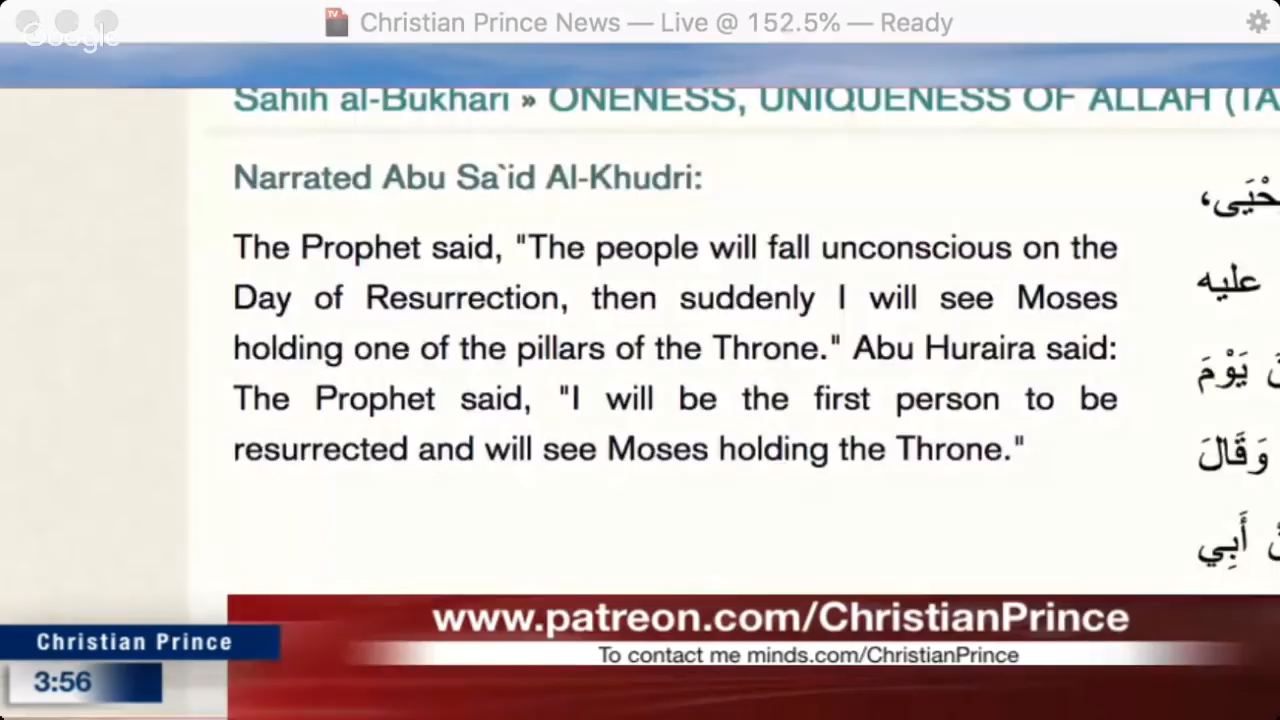 Christian Prince News — Live @ 152.5% — Ready
Google
Sahih al-Bukhari » ONENESS, UNIQUENESS OF ALLAH
Narrated Abu Sa`id Al-Khudri:
The Prophet said, "The people will fall unconscious on the
Day of Resurrection, then suddenly I will see Moses
holding one of the pillars of the Throne." Abu Huraira said:
The Prophet said, "I will be the first person to be
resurrected and will see Moses holding the Throne."
عليه
يَوْمَ
وَقَالَ
أَبِي
www.patreon.com/ChristianPrince
To contact me minds.com/ChristianPrince
Christian Prince
3:56